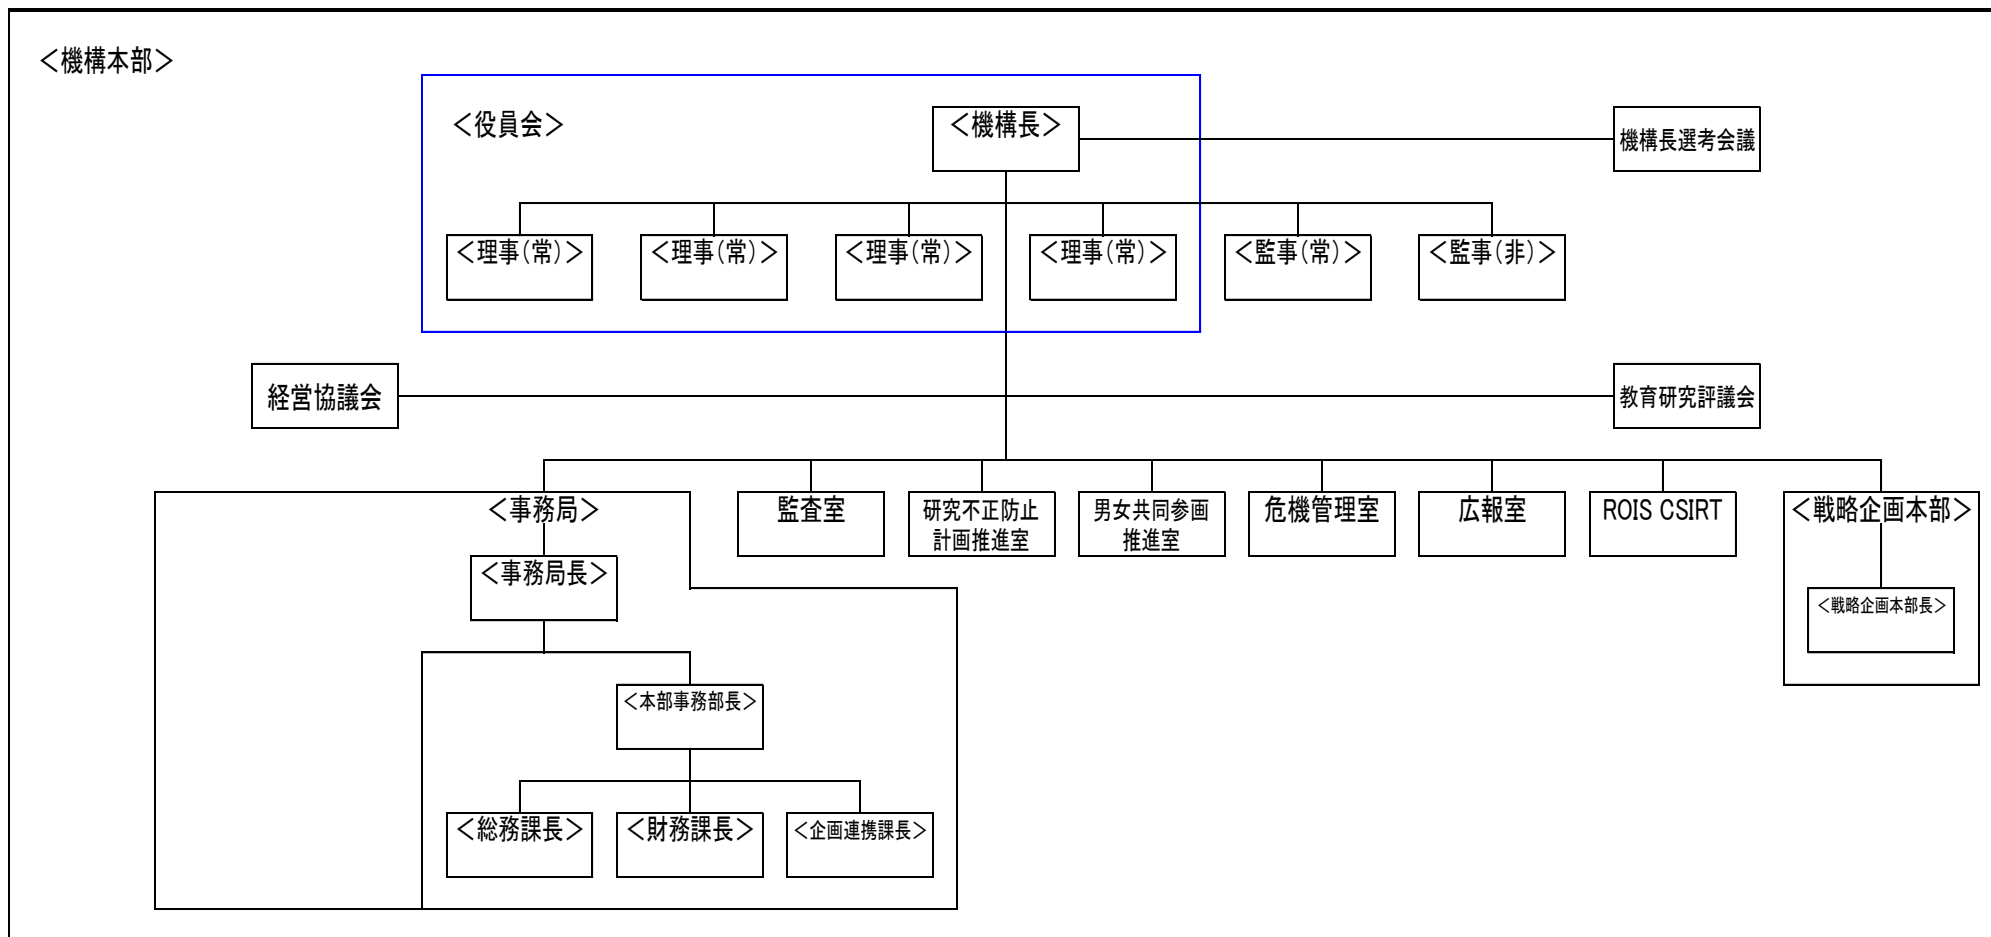 ＜機構本部＞
＜役員会＞
＜機構長＞
機構長選考会議
＜理事(常)＞
＜理事(常)＞
＜理事(常)＞
＜理事(常)＞
＜監事(常)＞
＜監事(非)＞
経営協議会
教育研究評議会
＜事務局＞
監査室
研究不正防止
計画推進室
男女共同参画
推進室
危機管理室
広報室
ROIS CSIRT
＜戦略企画本部＞
＜事務局長＞
＜戦略企画本部長＞
＜本部事務部長＞
＜総務課長＞
＜財務課長＞
＜企画連携課長＞